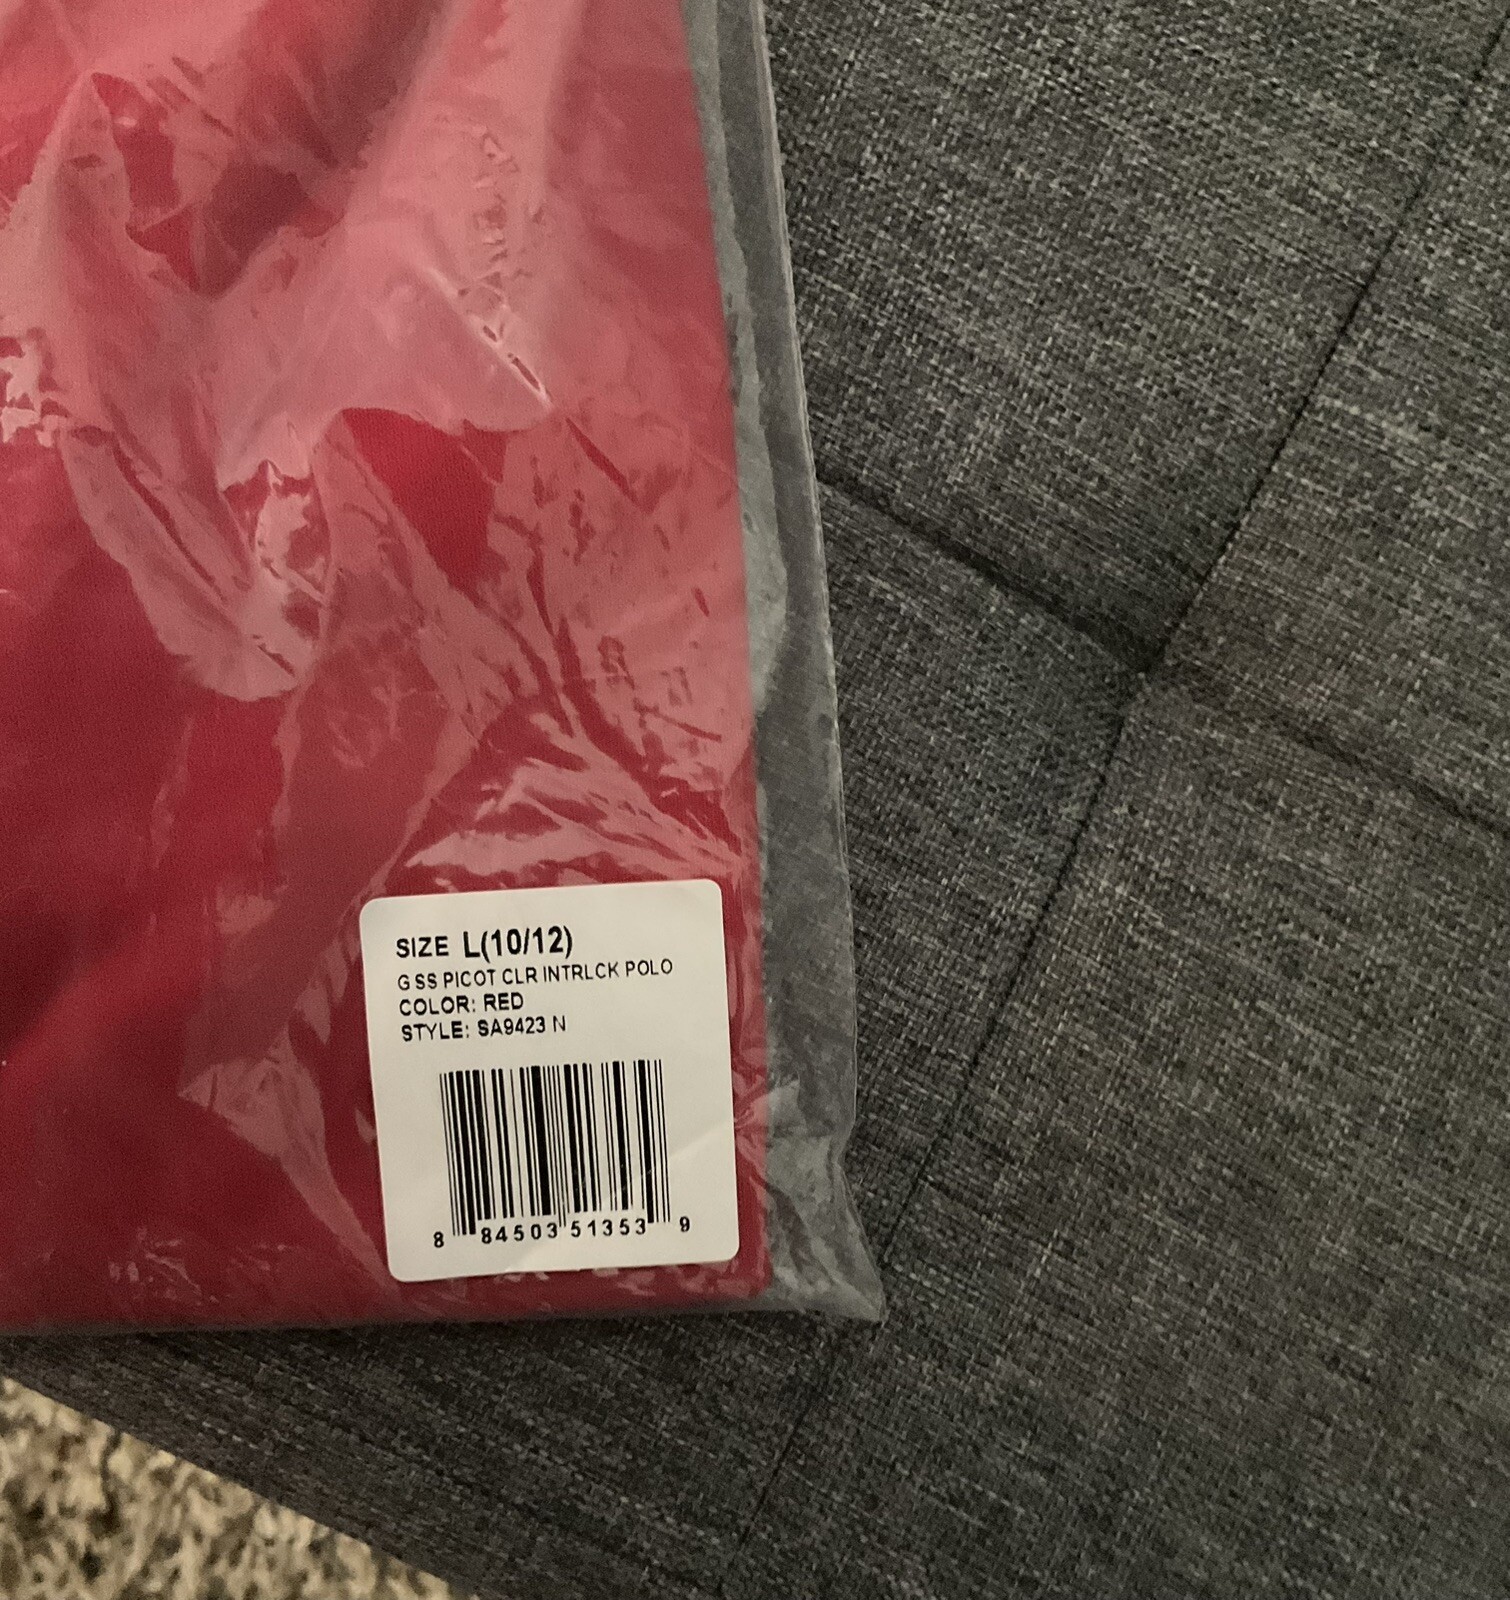 SIZE L(10/12)
G SS PICOT CLR INTRLCK POLO
COLOR: RED
STYLE: SA9423 N
8 84503 51353 9